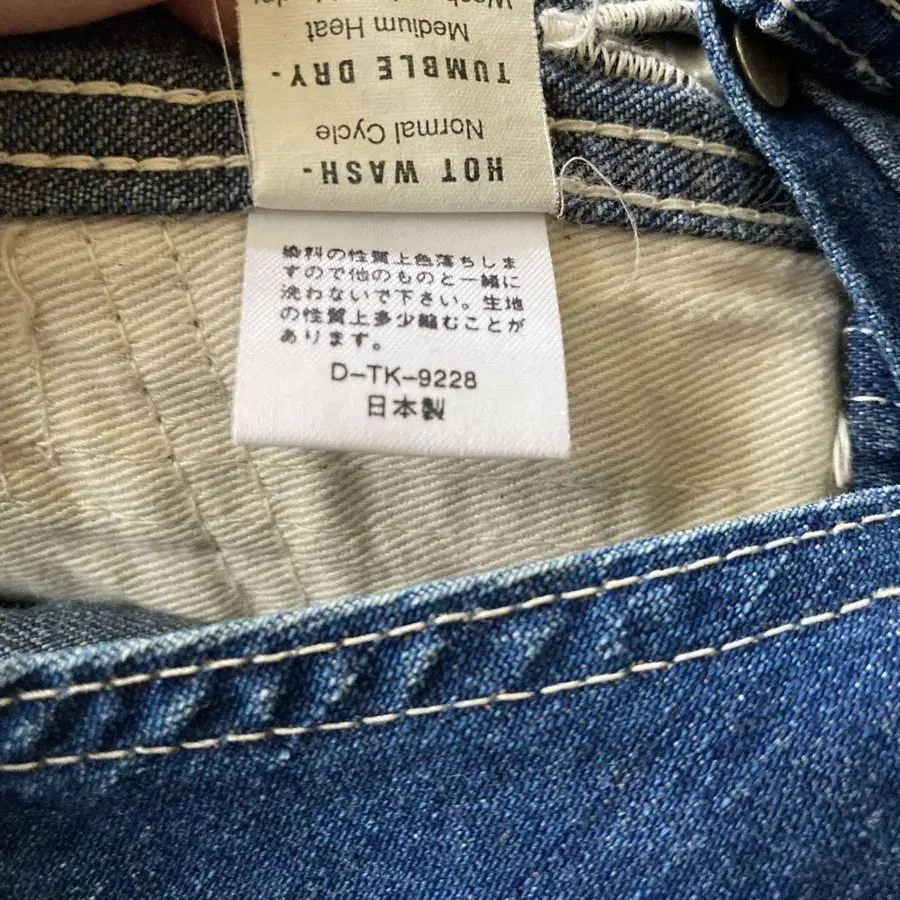 HOT WASH -
Normal Cycle
TUMBLE DRY -
Medium Heat
染料の性質上色落ちしま
すので他のものと一緒に
洗わないで下さい。生地
の性質上多少縮むことが
あります。
D-TK-9228
日本製